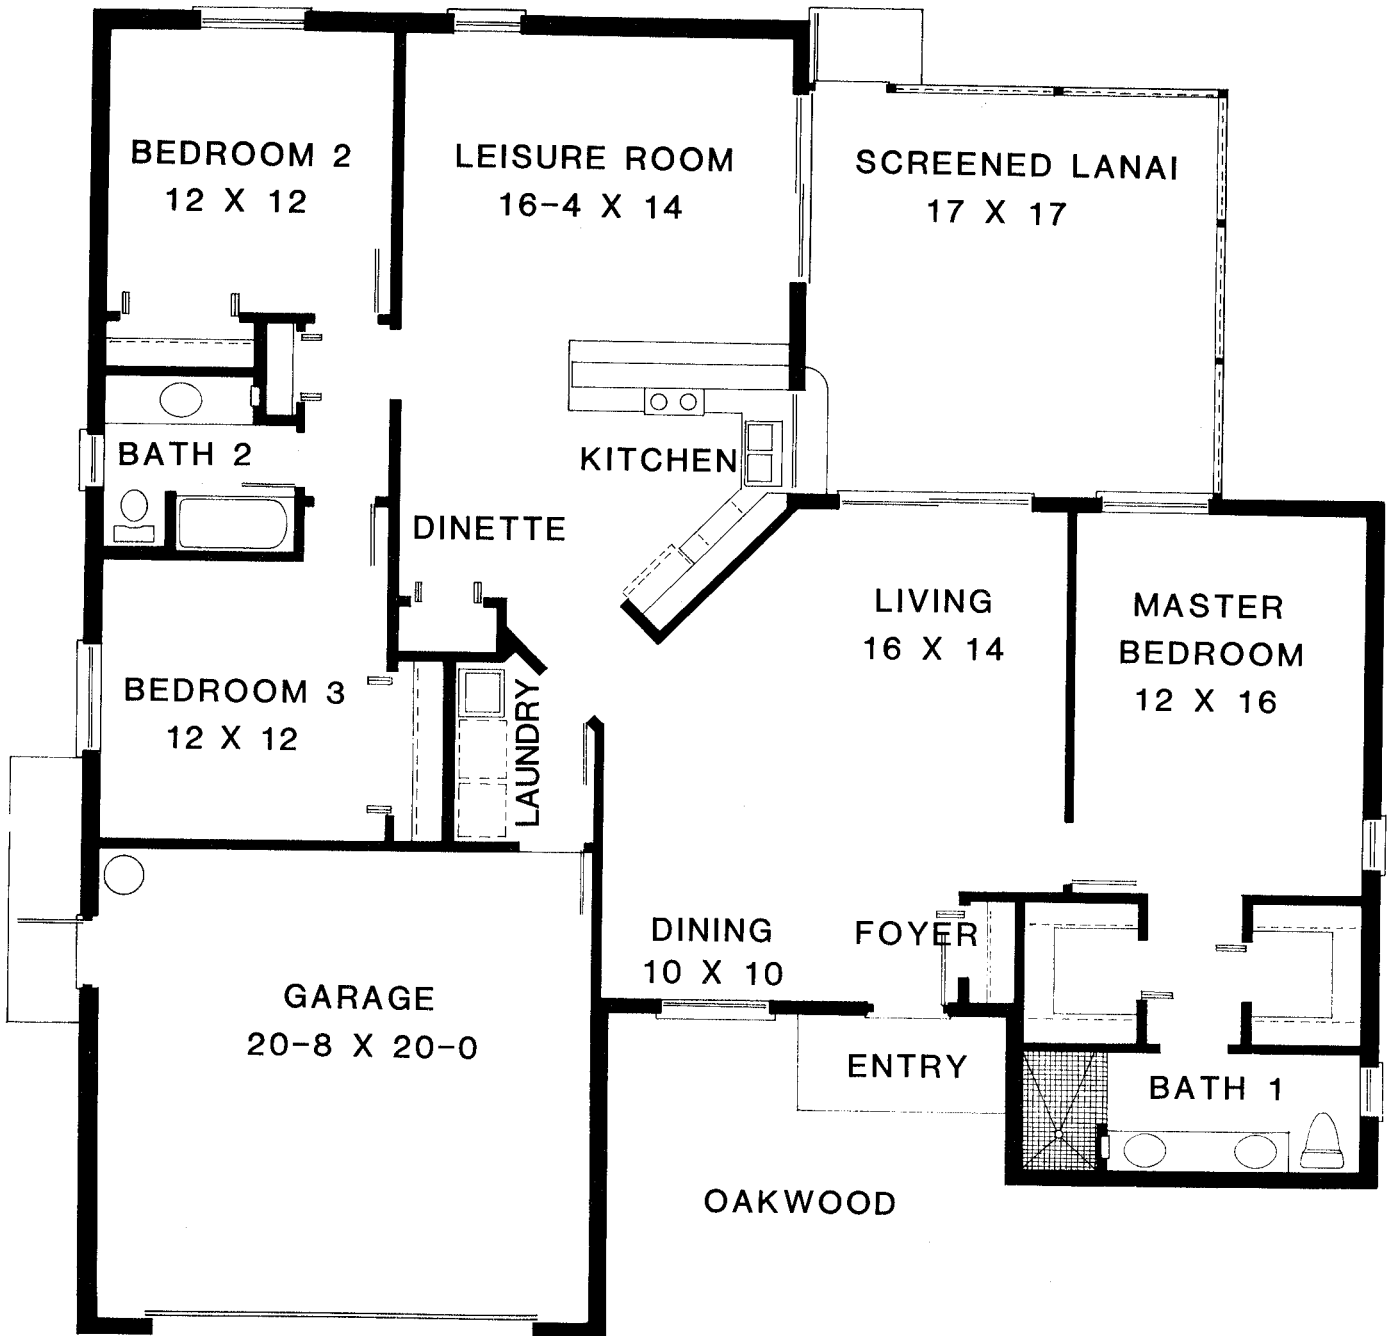 BEDROOM 2
12 X 12
LEISURE ROOM
16-4 X 14
SCREENED LANAI
17 X 17
BATH 2
KITCHEN
DINETTE
LIVING
16 X 14
MASTER
BEDROOM
12 X 16
BEDROOM 3
12 X 12
LAUNDRY
DINING
10 X 10
FOYER
GARAGE
20-8 X 20-0
ENTRY
BATH 1
OAKWOOD